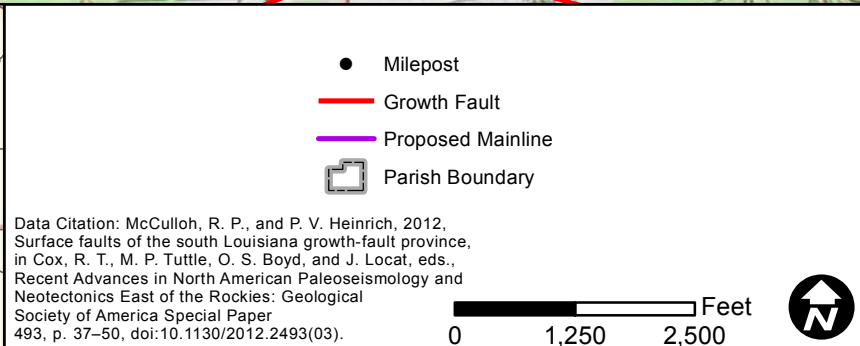 Milepost
Growth Fault
Proposed Mainline
Parish Boundary
Data Citation: McCulloh, R. P., and P. V. Heinrich, 2012,
Surface faults of the south Louisiana growth-fault province,
in Cox, R. T., M. P. Tuttle, O. S. Boyd, and J. Locat, eds.,
Recent Advances in North American Paleoseismology and
Neotectonics East of the Rockies: Geological
Society of America Special Paper
493, p. 37–50, doi:10.1130/2012.2493(03).
Feet
0 1,250 2,500
N